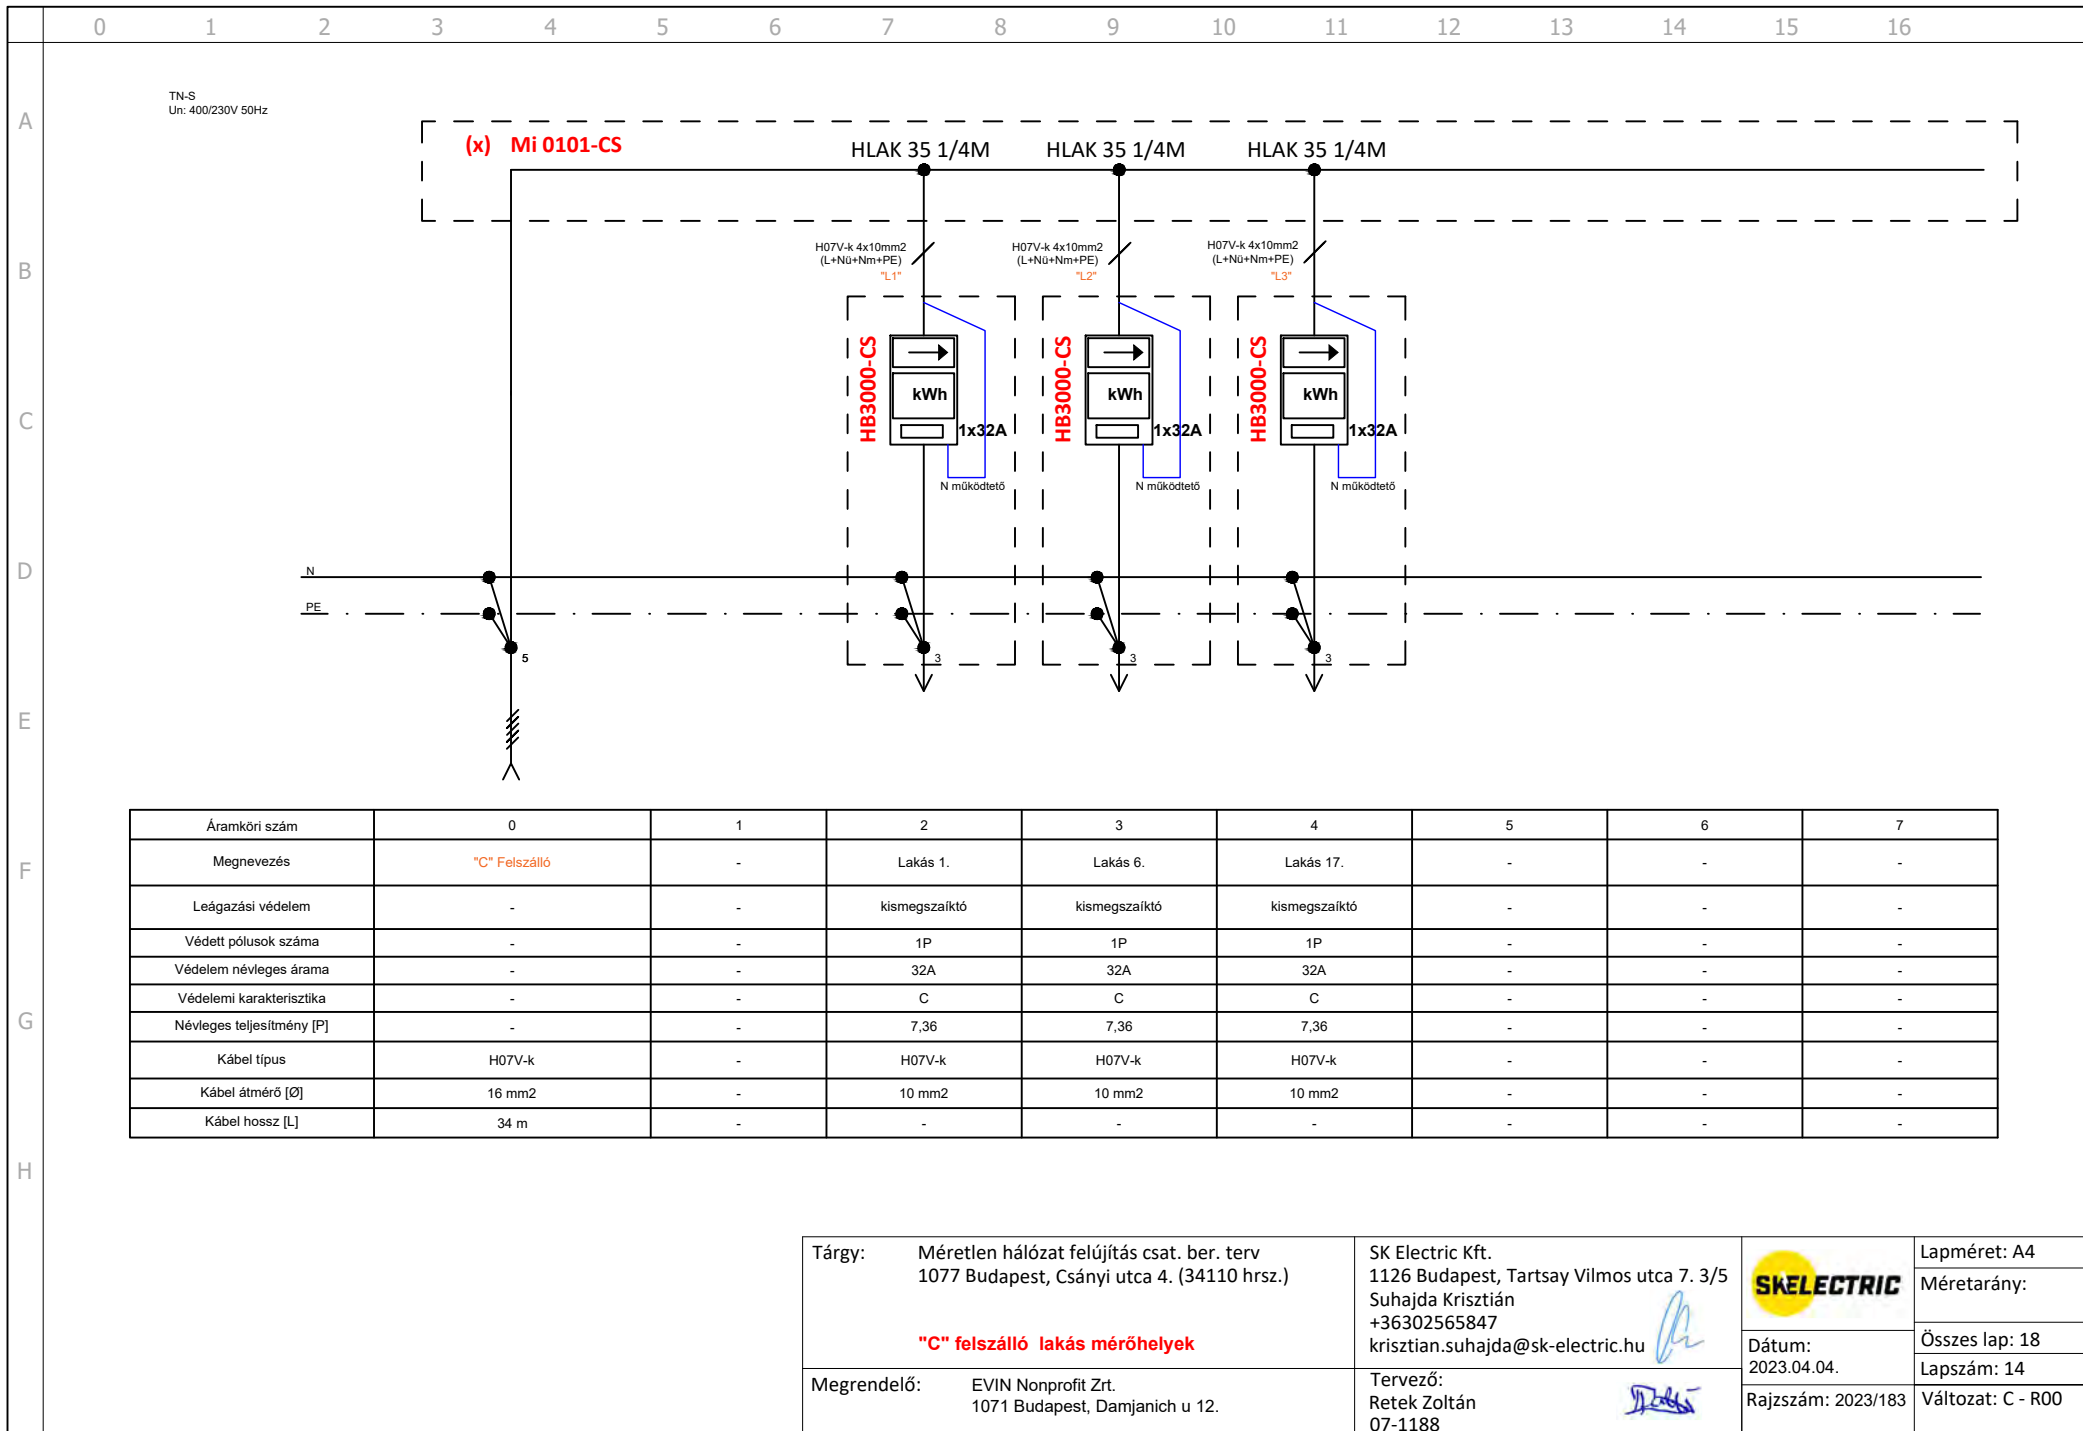 0 1 2 3 4 5 6 7 8 9 10 11 12 13 14 15 16
A
B
C
D
E
F
G
H
TN-S
Un: 400/230V 50Hz
(x) Mi 0101-CS
HLAK 35 1/4M HLAK 35 1/4M HLAK 35 1/4M
H07V-k 4x10mm2
(L+Nü+Nm+PE)
"L1"
H07V-k 4x10mm2
(L+Nü+Nm+PE)
"L2"
H07V-k 4x10mm2
(L+Nü+Nm+PE)
"L3"
HB3000-CS
kWh
1x32A
N működtető
HB3000-CS
kWh
1x32A
N működtető
HB3000-CS
kWh
1x32A
N működtető
N
PE
5 3 3 3
Áramköri szám 0 1 2 3 4 5 6 7
Megnevezés "C" Felszálló - Lakás 1. Lakás 6. Lakás 17. - - -
Leágazási védelem - - kismegszaíktó kismegszaíktó kismegszaíktó - - -
Védett pólusok száma - - 1P 1P 1P - - -
Védelem névleges árama - - 32A 32A 32A - - -
Védelemi karakterisztika - - C C C - - -
Névleges teljesítmény [P] - - 7,36 7,36 7,36 - - -
Kábel típus H07V-k - H07V-k H07V-k H07V-k - - -
Kábel átmérő [Ø] 16 mm2 - 10 mm2 10 mm2 10 mm2 - - -
Kábel hossz [L] 34 m - - - - - - -
Tárgy: Méretlen hálózat felújítás csat. ber. terv
1077 Budapest, Csányi utca 4. (34110 hrsz.)
"C" felszálló lakás mérőhelyek
Megrendelő: EVIN Nonprofit Zrt.
1071 Budapest, Damjanich u 12.
SK Electric Kft.
1126 Budapest, Tartsay Vilmos utca 7. 3/5
Suhajda Krisztián
+36302565847
krisztian.suhajda@sk-electric.hu
Tervező:
Retek Zoltán
07-1188
SKELECTRIC
Dátum:
2023.04.04.
Rajzszám: 2023/183
Lapméret: A4
Méretarány:
Összes lap: 18
Lapszám: 14
Változat: C - R00